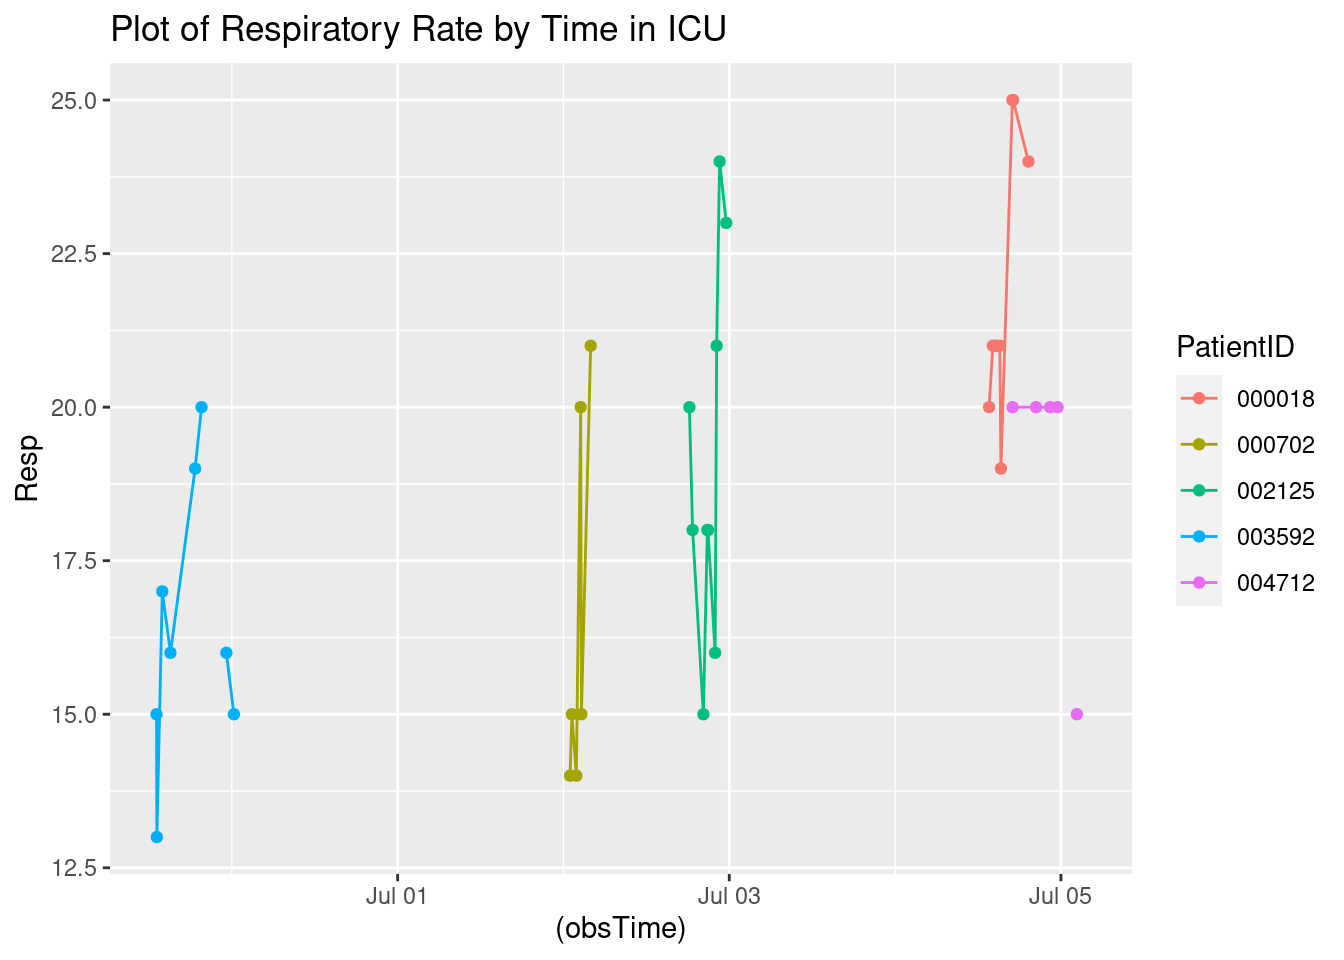 Plot of Respiratory Rate by Time in ICU
25.0
22.5
20.0
17.5
15.0
12.5
Resp
Jul 01
Jul 03
Jul 05
(obsTime)
PatientID
000018
000702
002125
003592
004712